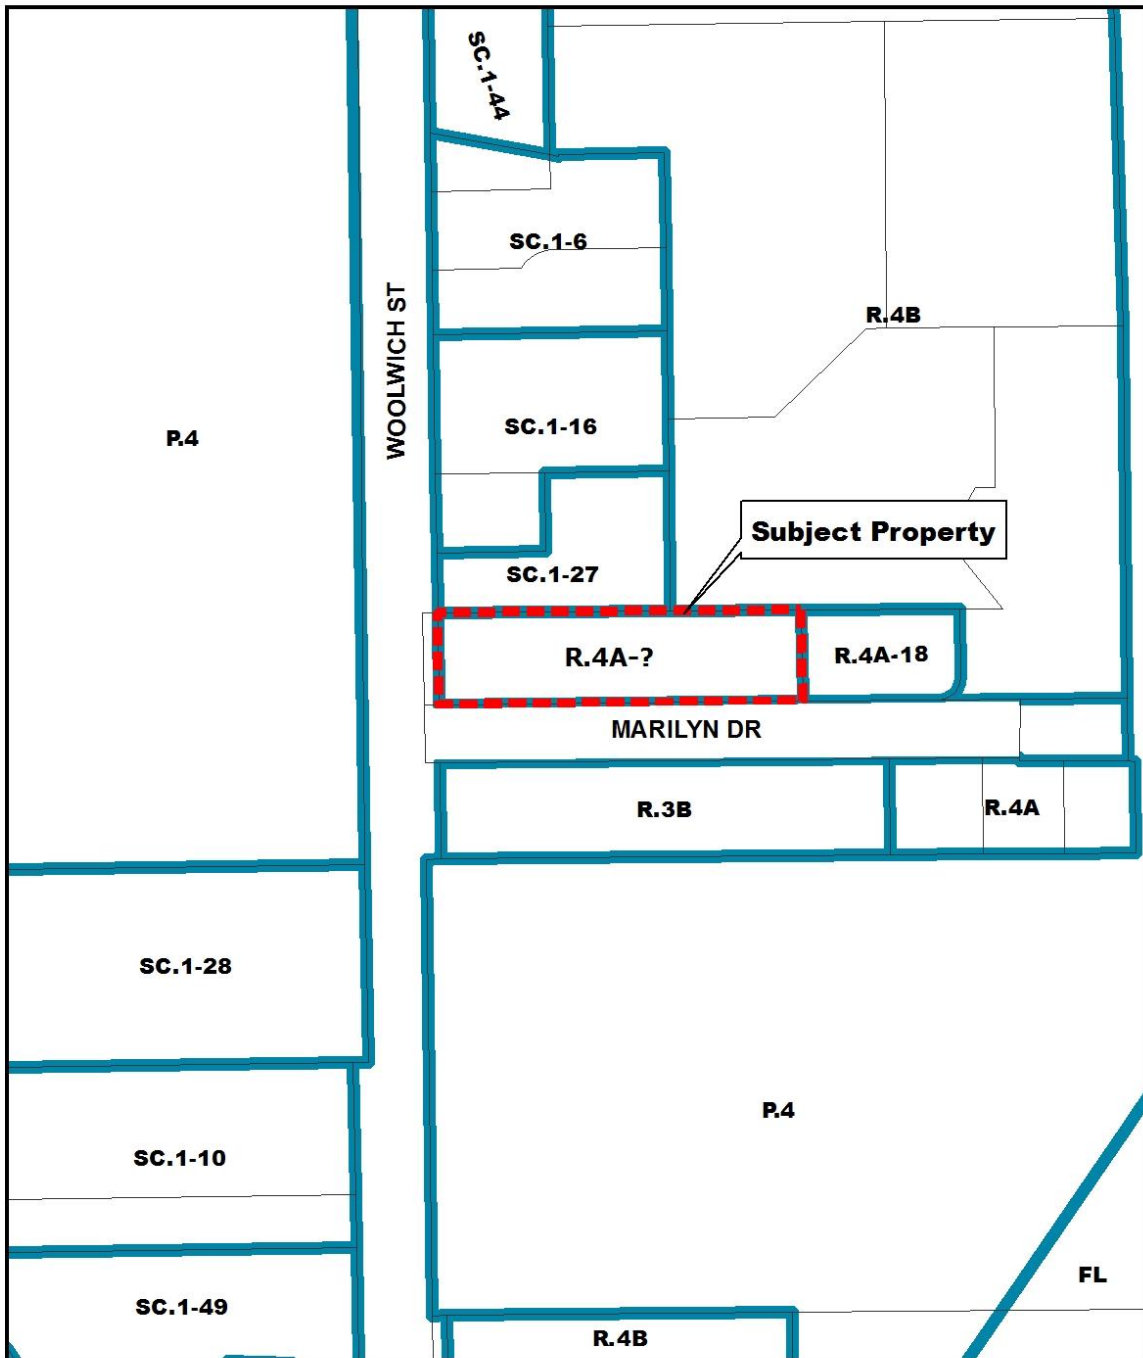 SC.1-44
SC.1-6
WOOLWICH ST
R.4B
SC.1-16
P.4
Subject Property
SC.1-27
R.4A-?
R.4A-18
MARILYN DR
R.3B
R.4A
SC.1-28
P.4
SC.1-10
FL
SC.1-49
R.4B